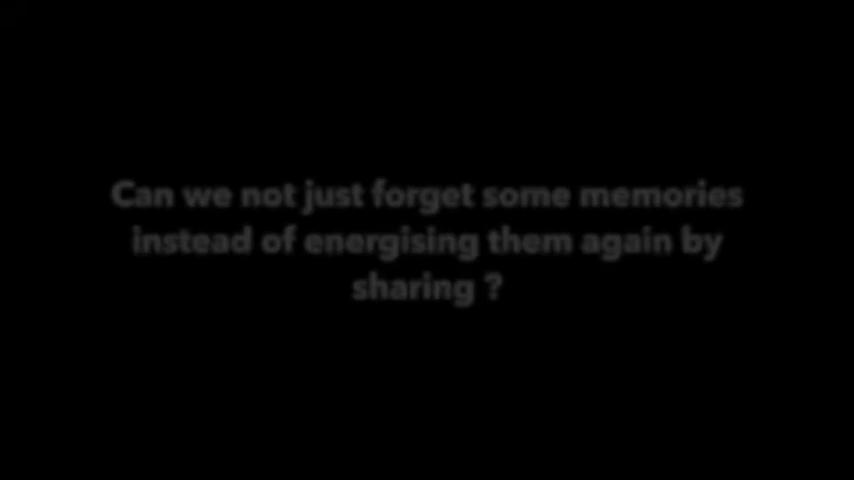 Can we not just forget some memories
instead of energising them again by
sharing ?